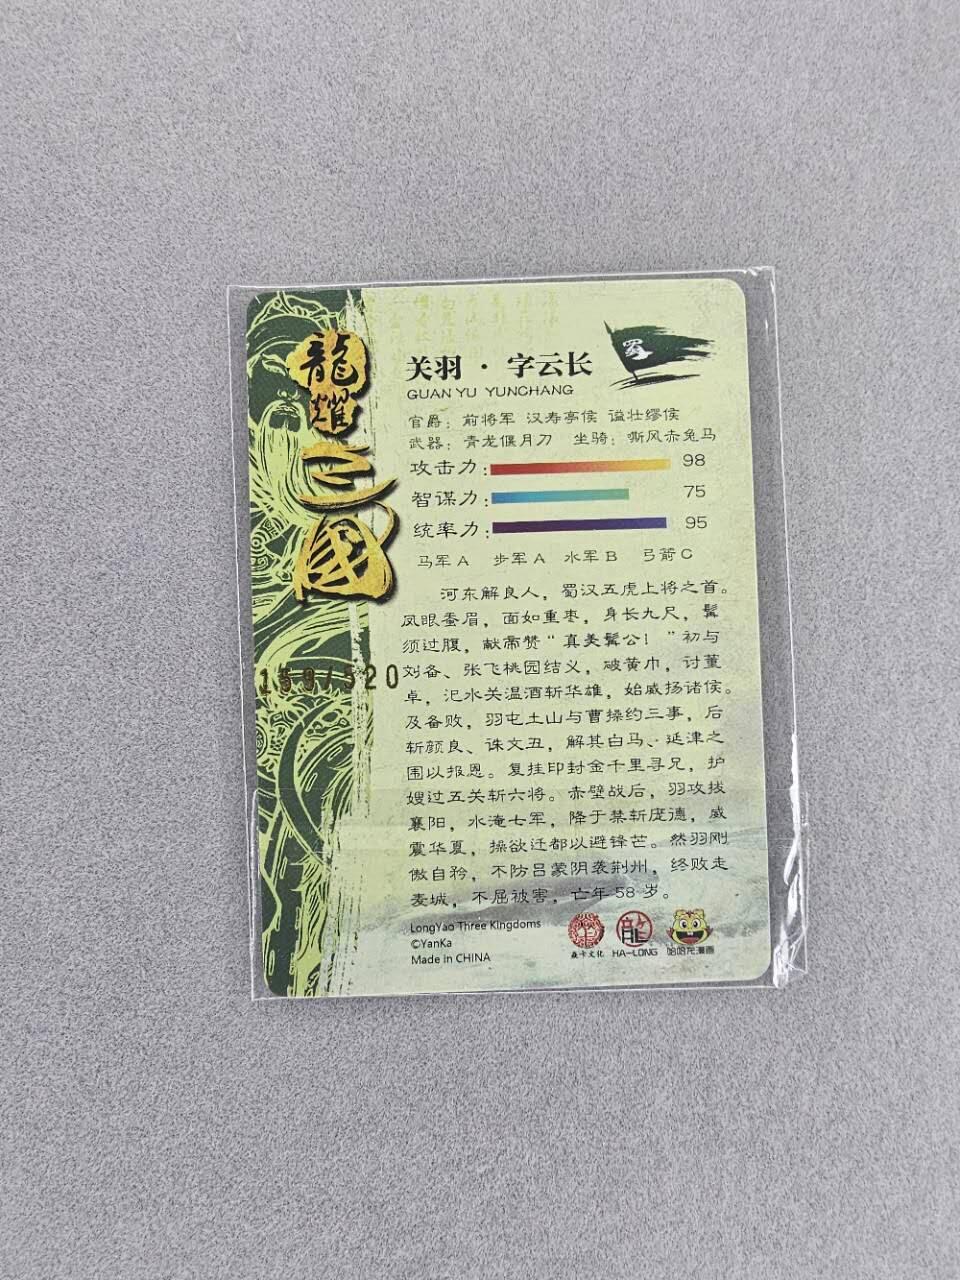 龍耀
三國
关羽·字云长
GUAN YU YUNCHANG
蜀
官爵：前将军 汉寿亭侯 谥壮缪侯
武器：青龙偃月刀 坐骑：嘶风赤兔马
攻击力： 98
智谋力： 75
统率力： 95
马军A 步军A 水军B 弓箭C
河东解良人，蜀汉五虎上将之首。
凤眼蚕眉，面如重枣，身长九尺，髯
须过腹，献帝赞“真美髯公！”初与
刘备、张飞桃园结义，破黄巾，讨董
卓，汜水关温酒斩华雄，始威扬诸侯。
及备败，羽屯土山与曹操约三事，后
斩颜良、诛文丑，解其白马、延津之
围以报恩。复挂印封金千里寻兄，护
嫂过五关斩六将。赤壁战后，羽攻拔
襄阳，水淹七军，降于禁斩庞德，威
震华夏，操欲迁都以避锋芒。然羽刚
傲自矜，不防吕蒙阴袭荆州，终败走
麦城，不屈被害，亡年58岁。
159/520
LongYao Three Kingdoms
©YanKa
Made in CHINA
HA-LONG
哈哈龙漫画